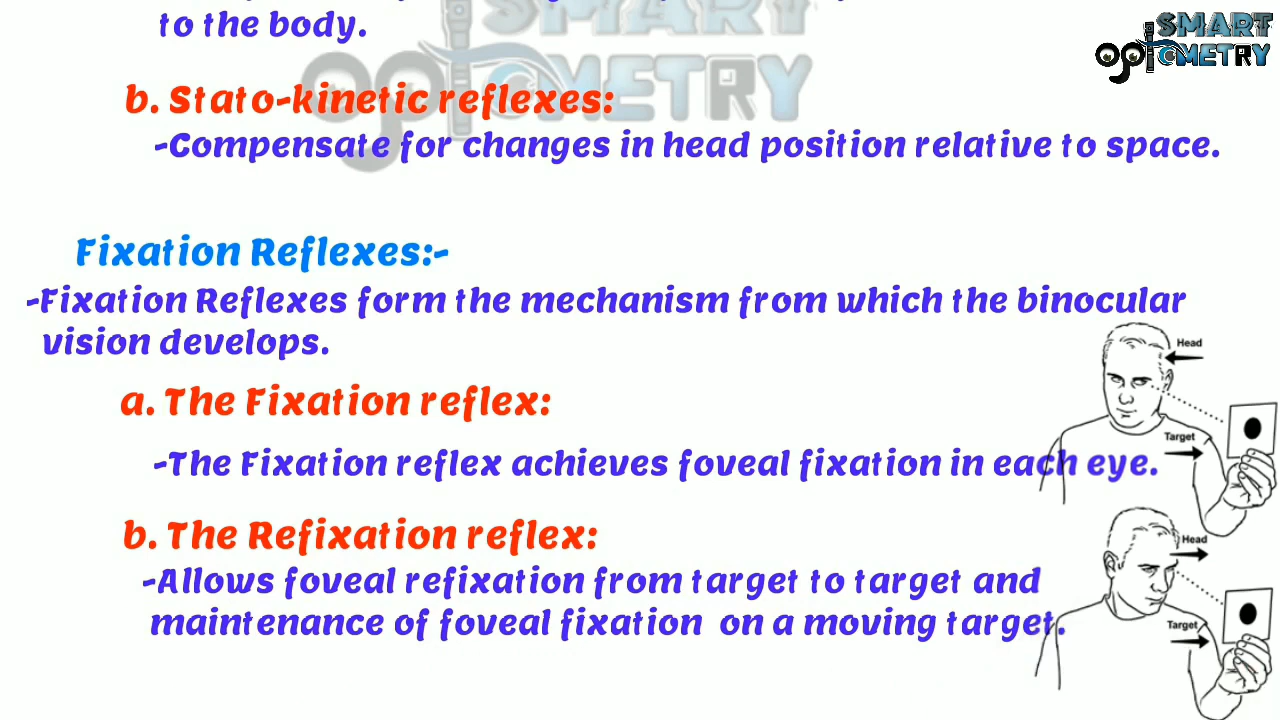 to the body.
SMART
optOMETRY
b. Stato-kinetic reflexes:
-Compensate for changes in head position relative to space.
Fixation Reflexes:-
-Fixation Reflexes form the mechanism from which the binocular
vision develops.
a. The Fixation reflex:
-The Fixation reflex achieves foveal fixation in each eye.
b. The Refixation reflex:
-Allows foveal refixation from target to target and
maintenance of foveal fixation on a moving target.
Head
Target
Head
Target
SMART
optOMETRY